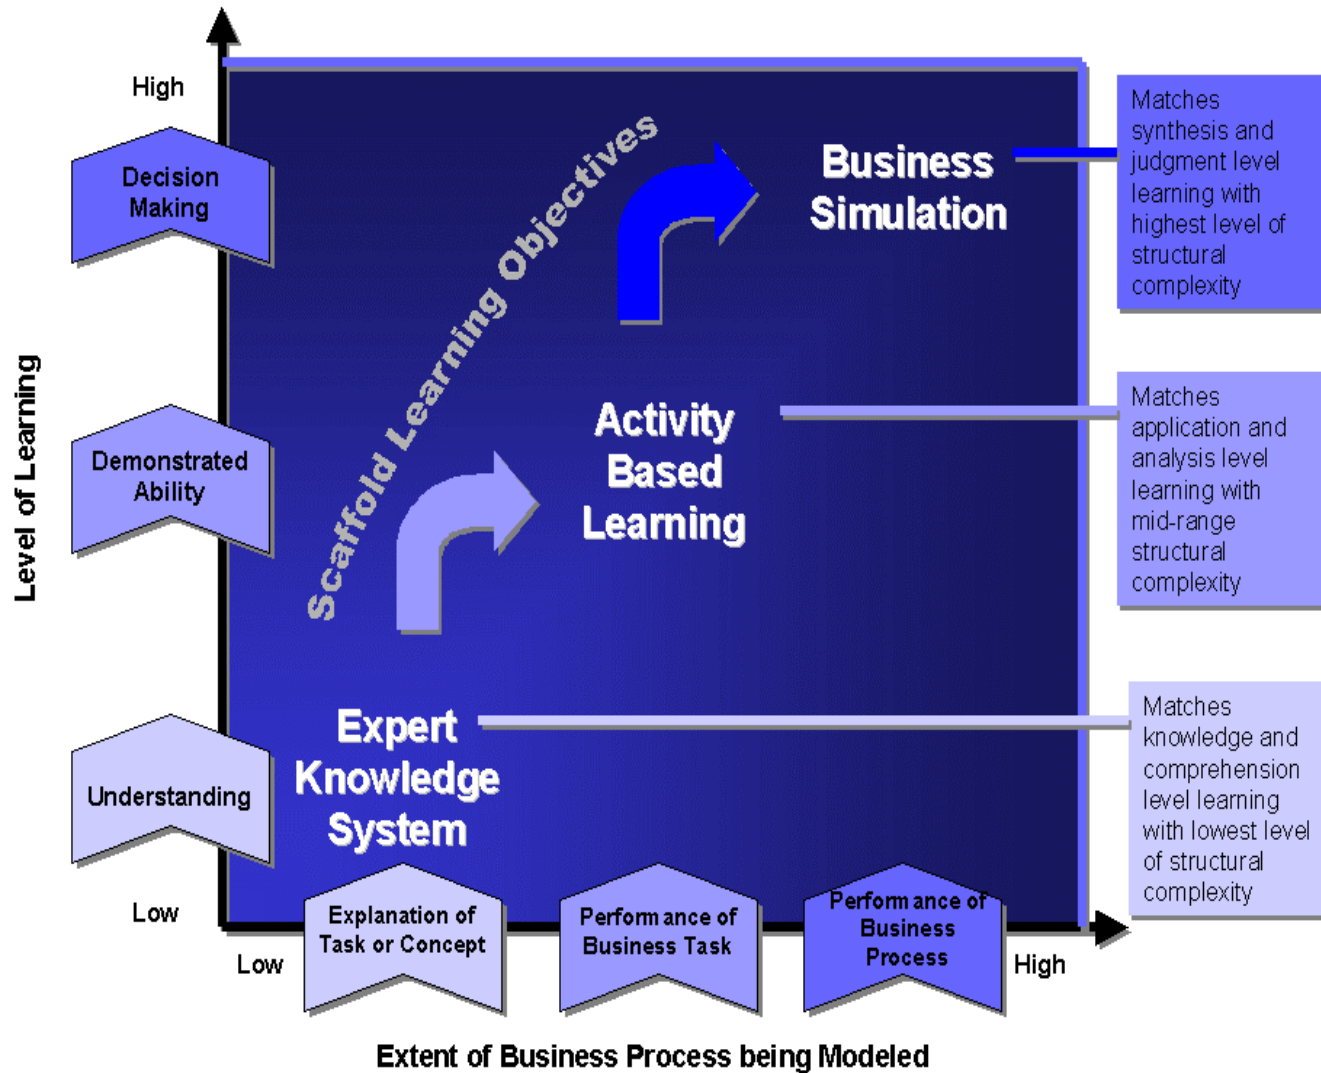 High
Decision
Making
Scaffold Learning Objectives
Business
Simulation
Matches
synthesis and
judgment level
learning with
highest level of
structural
complexity
Level of Learning
Demonstrated
Ability
Activity
Based
Learning
Matches
application and
analysis level
learning with
mid-range
structural
complexity
Understanding
Expert
Knowledge
System
Matches
knowledge and
comprehension
level learning
with lowest level
of structural
complexity
Low
Low
Explanation of
Task or Concept
Performance of
Business Task
Performance of
Business
Process
High
Extent of Business Process being Modeled